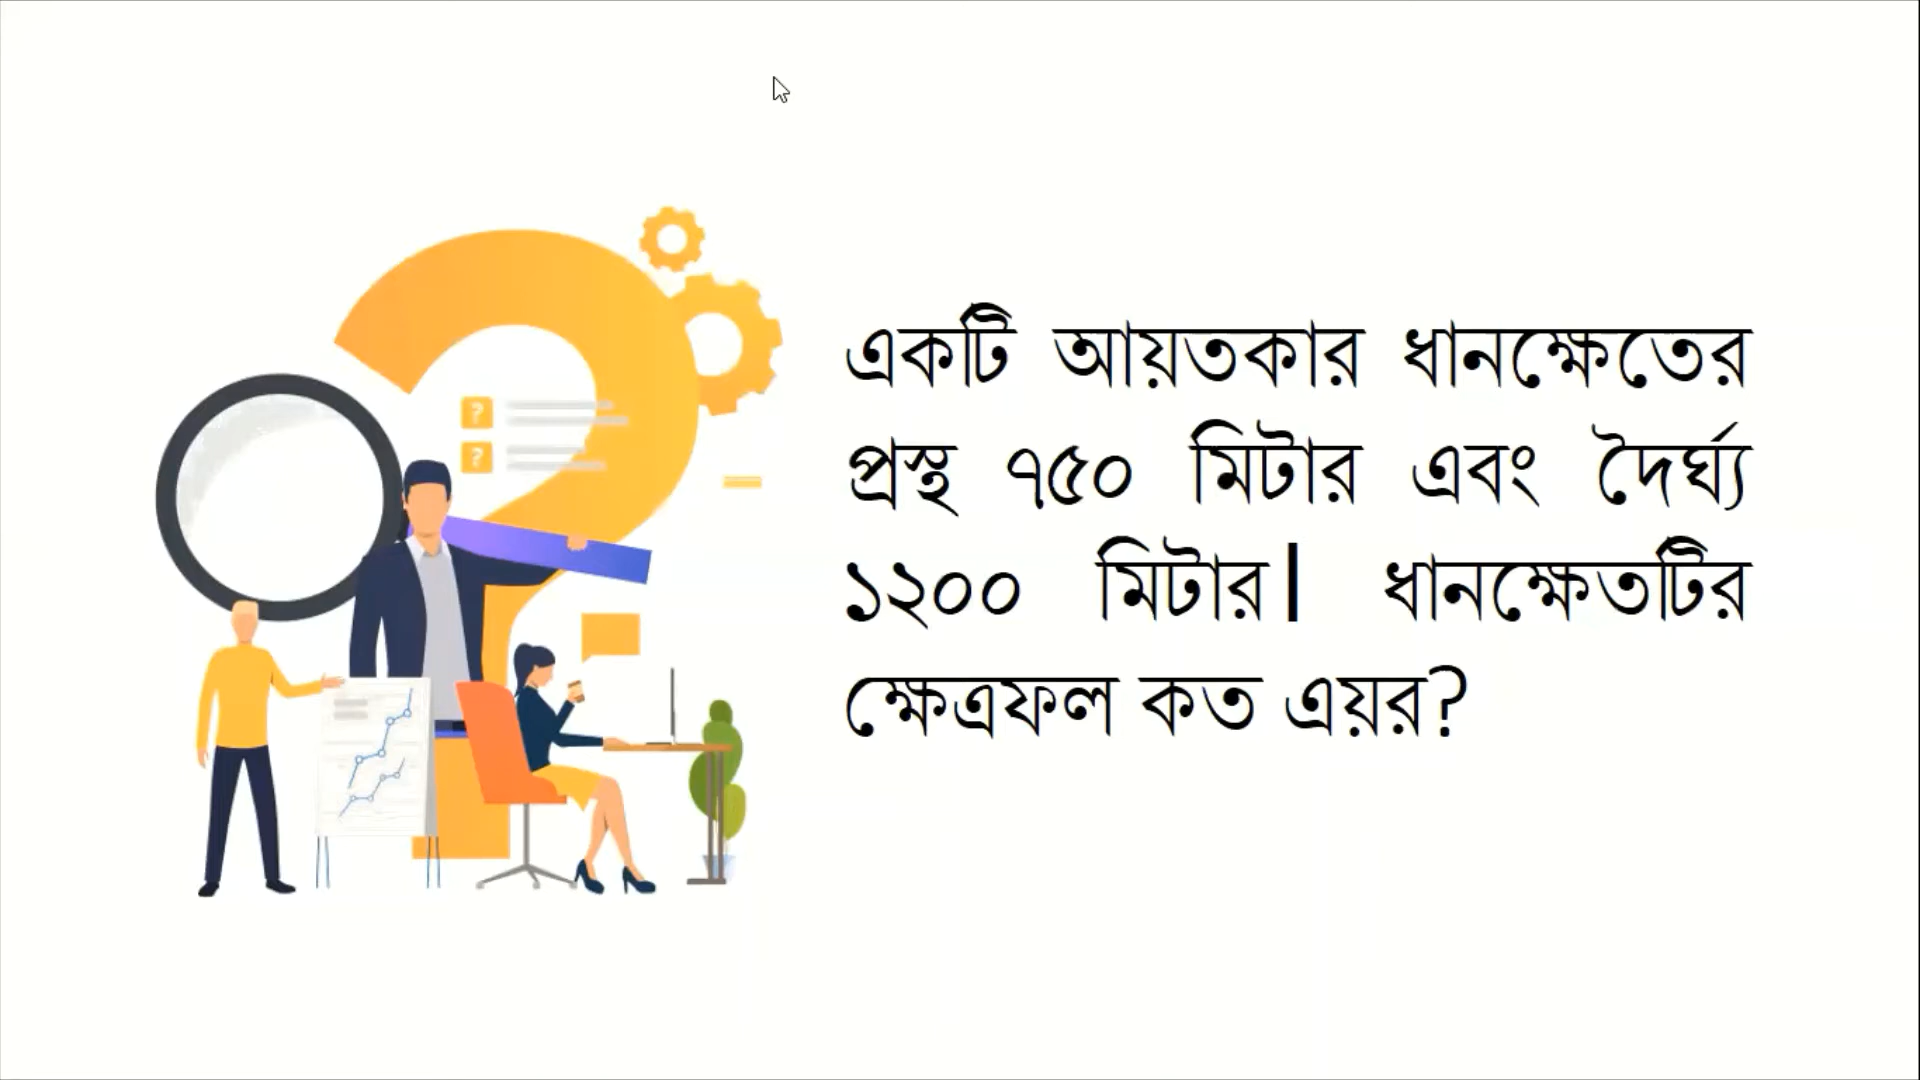 একটি আয়তকার ধানক্ষেতের
প্রস্থ ৭৫০ মিটার এবং দৈর্ঘ্য
১২০০ মিটার। ধানক্ষেতটির
ক্ষেত্রফল কত এয়র?